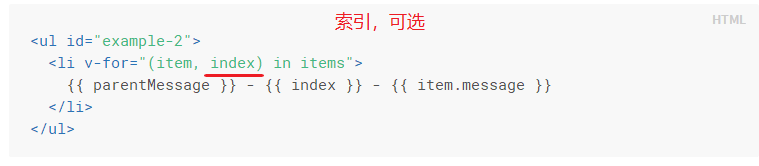 索引，可选
HTML
<ul id="example-2">
  <li v-for="(item, index) in items">
    {{ parentMessage }} - {{ index }} - {{ item.message }}
  </li>
</ul>